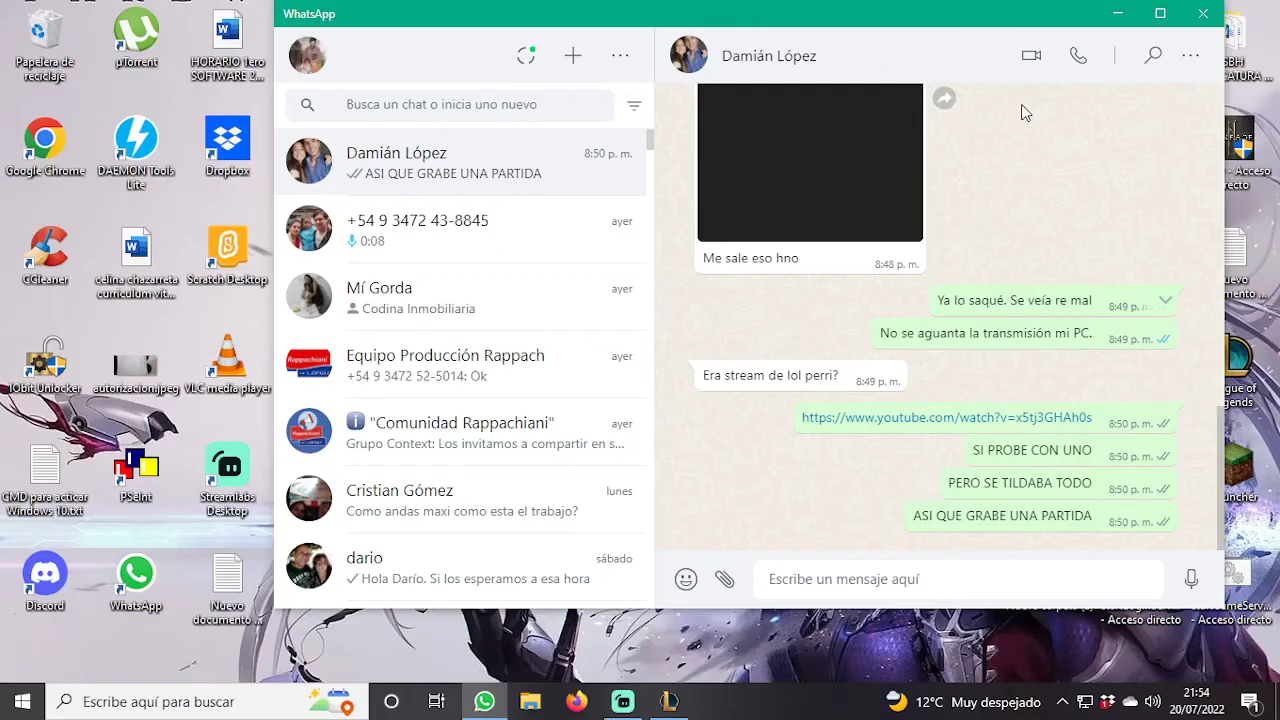 WhatsApp
Papelera de
reciclaje
µTorrent
HORARIO 1ero
SOFTWARE 2...
Google Chrome
DAEMON Tools
Lite
Dropbox
CCleaner
celina chazarreta
curriculum vit...
Scratch Desktop
IObit Unlocker
autorizacion.jpeg
VLC media player
CMD para acticar
Windows 10.txt
PSeInt
Streamlabs
Desktop
Discord
WhatsApp
Nuevo
documento ...
Busca un chat o inicia uno nuevo
Damián López
8:50 p. m.
ASI QUE GRABE UNA PARTIDA
+54 9 3472 43-8845
ayer
0:08
Mí Gorda
ayer
Codina Inmobiliaria
Equipo Producción Rappach
ayer
+54 9 3472 52-5014: Ok
"Comunidad Rappachiani"
ayer
Grupo Context: Los invitamos a compartir en s...
Cristian Gómez
lunes
Como andas maxi como esta el trabajo?
dario
sábado
Hola Darío. Si los esperamos a esa hora
Damián López
Me sale eso hno
8:48 p. m.
Ya lo saqué. Se veía re mal
8:49 p. m.
No se aguanta la transmisión mi PC.
8:49 p. m.
Era stream de lol perri?
8:49 p. m.
https://www.youtube.com/watch?v=x5tj3GHAh0s
8:50 p. m.
SI PROBE CON UNO
8:50 p. m.
PERO SE TILDABA TODO
8:50 p. m.
ASI QUE GRABE UNA PARTIDA
8:50 p. m.
Escribe un mensaje aquí
- Acceso
directo
- Acceso directo
- Acceso directo
Escribe aquí para buscar
12°C Muy despejado
21:54
20/07/2022